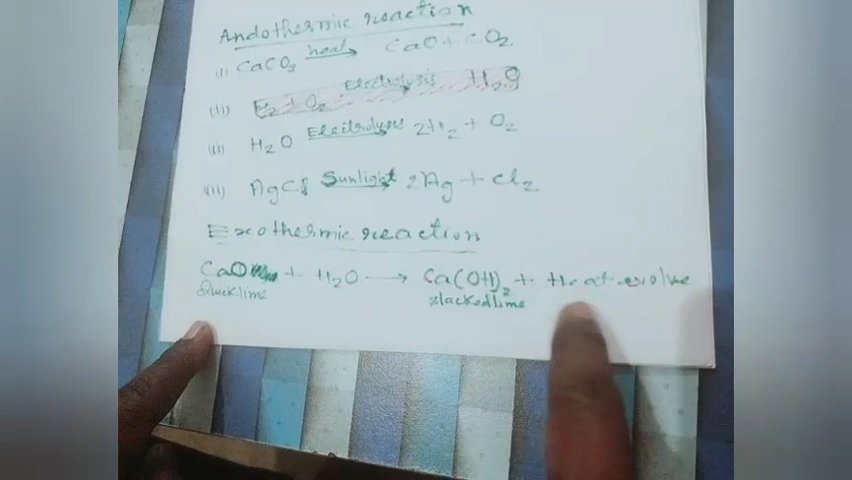 Andothermic reaction
(i) CaCO₃ heat → CaO + CO₂
(ii) H₂ + O₂ Electrolysis H₂O
(ii) H₂O Electrolysis → 2H₂ + O₂
(iii) AgCl Sunlight → 2Ag + Cl₂
Exothermic reaction
CaO + H₂O → Ca(OH)₂ + Heat evolve
Quicklime slackedlime